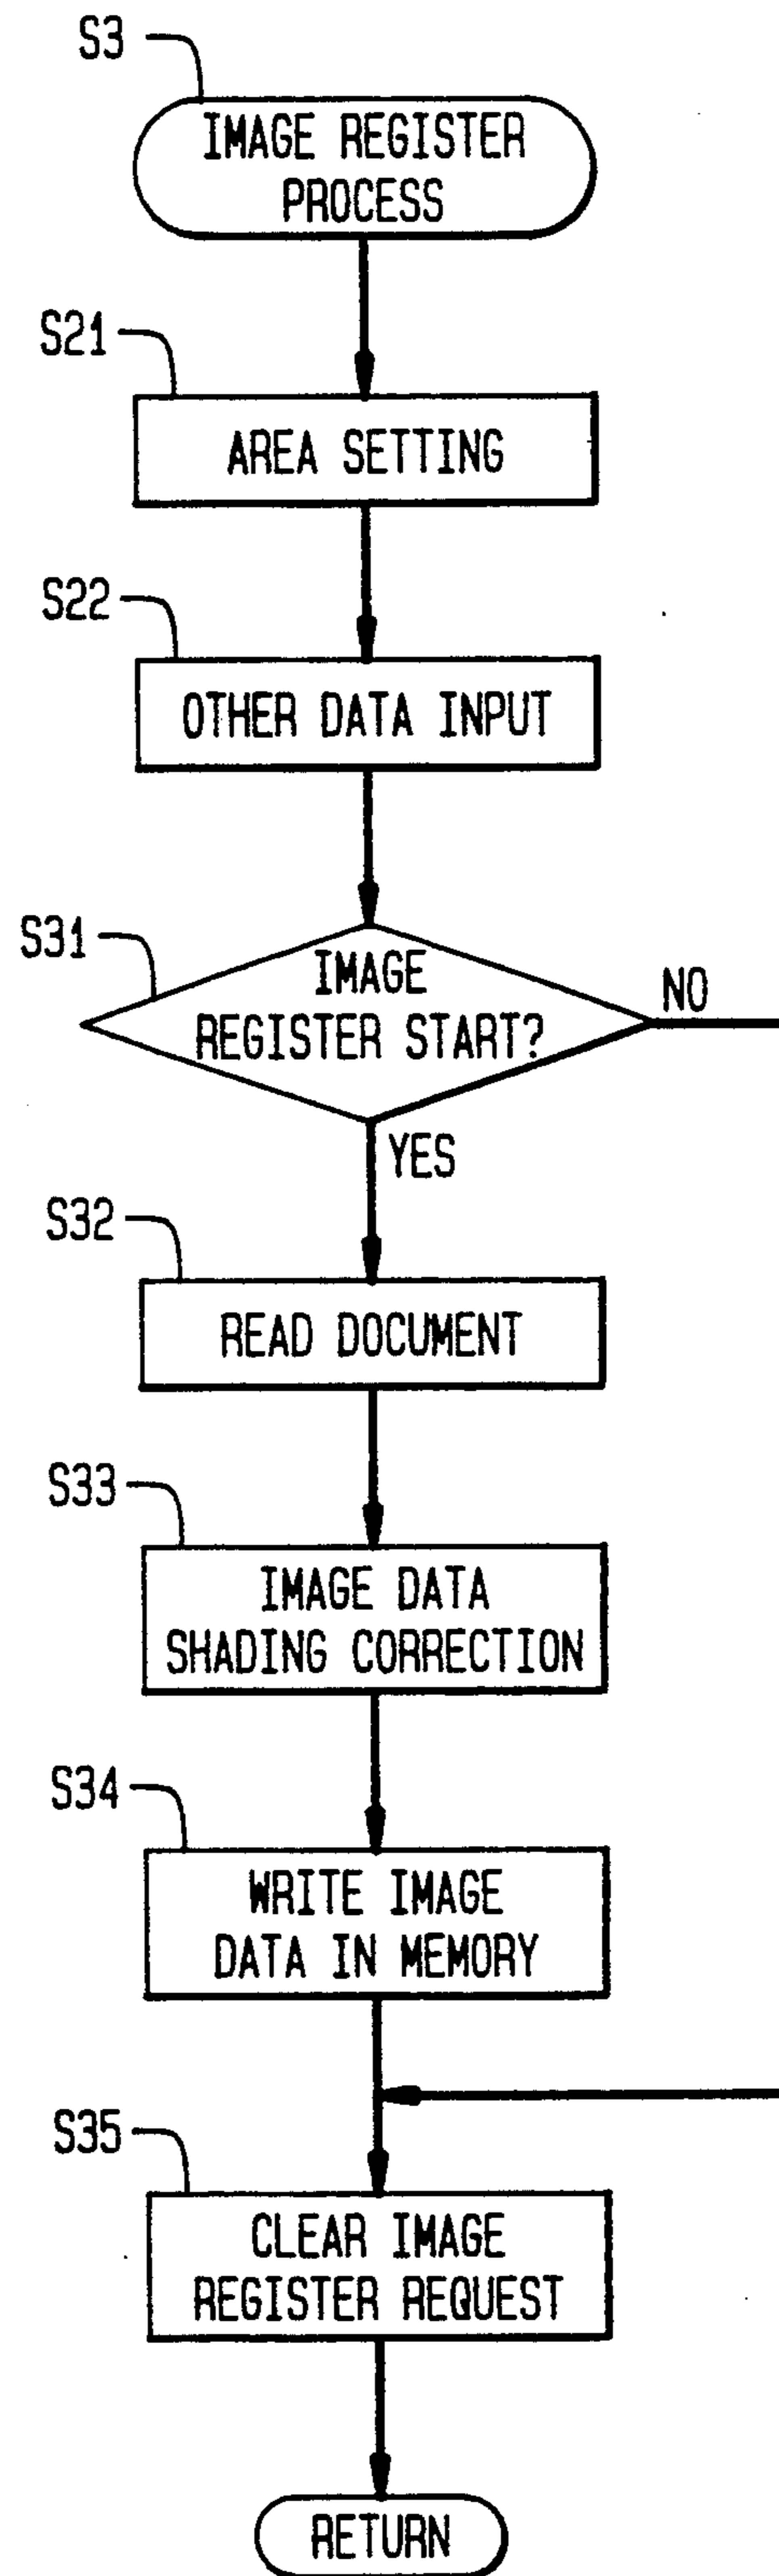 S3
IMAGE REGISTER
PROCESS
S21
AREA SETTING
S22
OTHER DATA INPUT
S31
IMAGE
REGISTER START?
NO
YES
S32
READ DOCUMENT
S33
IMAGE DATA
SHADING CORRECTION
S34
WRITE IMAGE
DATA IN MEMORY
S35
CLEAR IMAGE
REGISTER REQUEST
RETURN